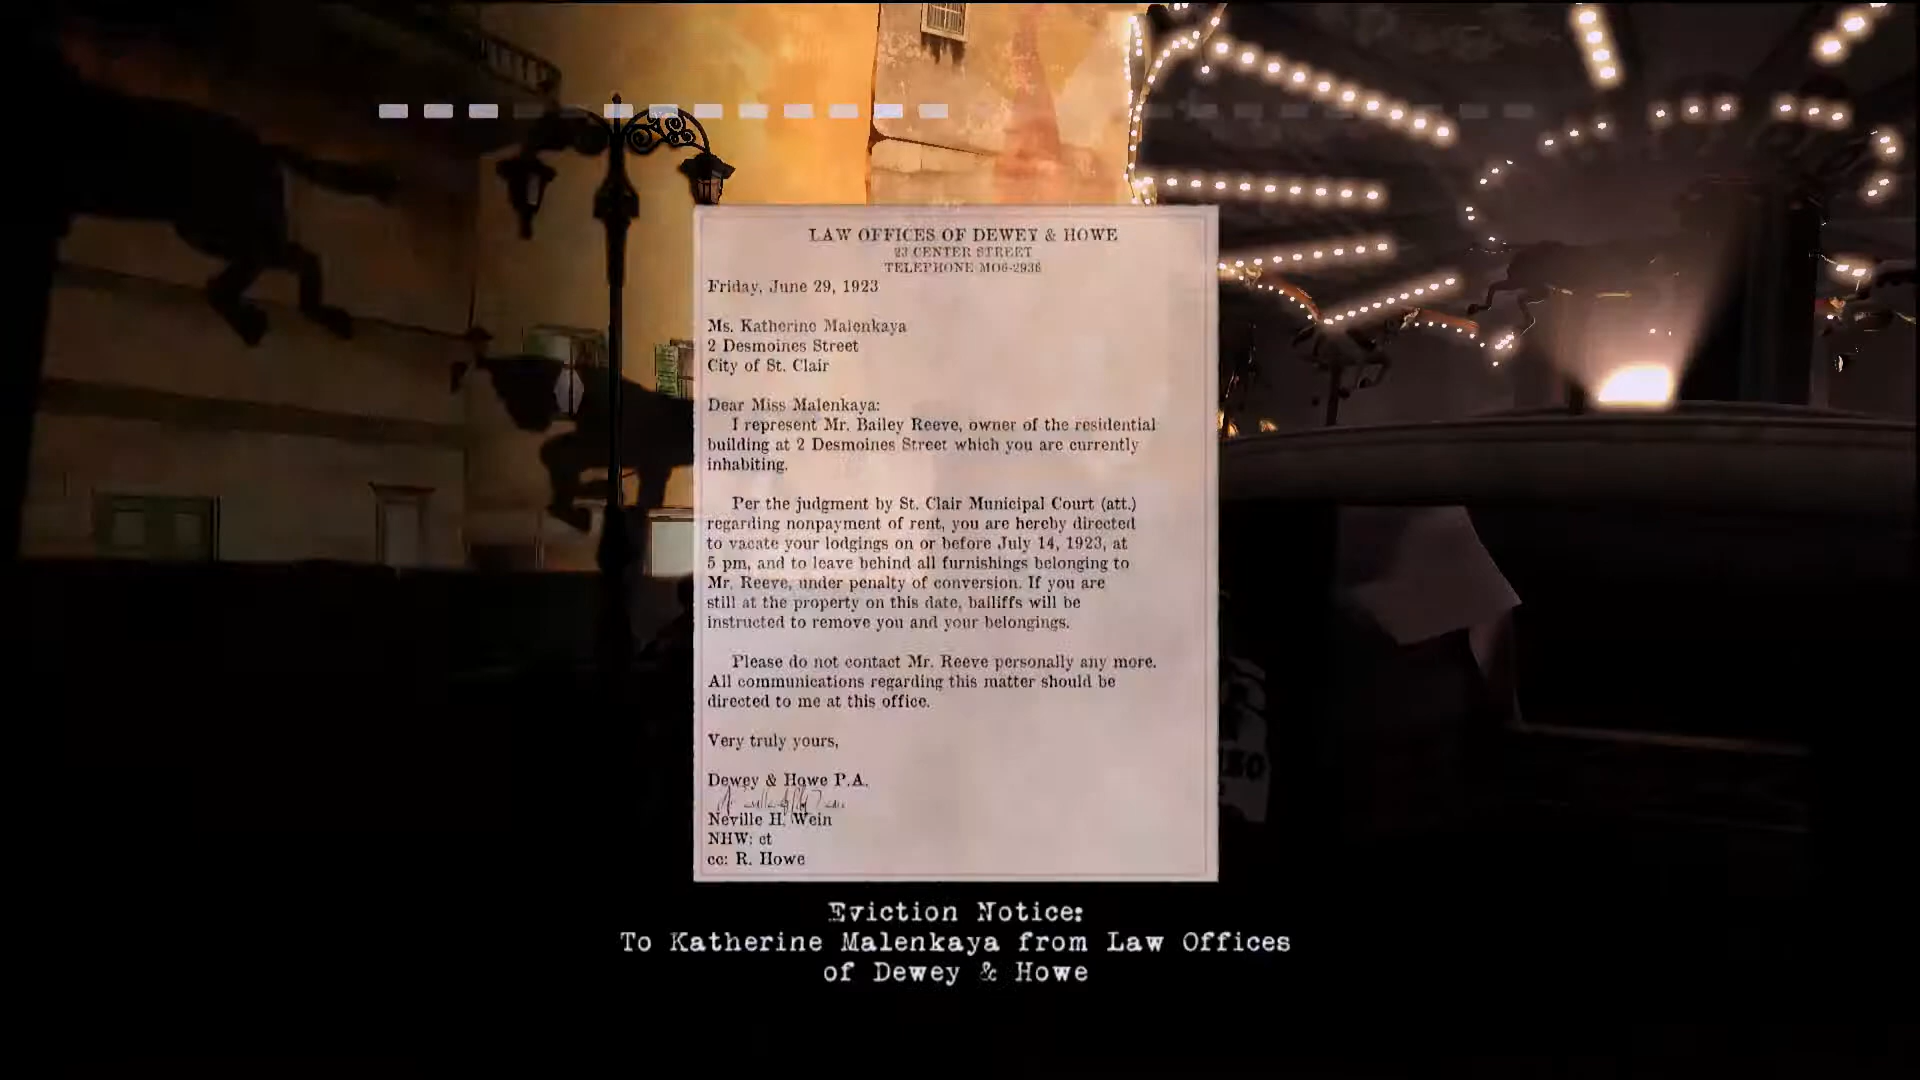 LAW OFFICES OF DEWEY & HOWE
23 CENTER STREET
TELEPHONE MO6-2936
Friday, June 29, 1923
Ms. Katherine Malenkaya
2 Desmoines Street
City of St. Clair
Dear Miss Malenkaya:
I represent Mr. Bailey Reeve, owner of the residential
building at 2 Desmoines Street which you are currently
inhabiting.
Per the judgment by St. Clair Municipal Court (att.)
regarding nonpayment of rent, you are hereby directed
to vacate your lodgings on or before July 14, 1923, at
5 pm, and to leave behind all furnishings belonging to
Mr. Reeve, under penalty of conversion. If you are
still at the property on this date, bailiffs will be
instructed to remove you and your belongings.
Please do not contact Mr. Reeve personally any more.
All communications regarding this matter should be
directed to me at this office.
Very truly yours,
Dewey & Howe P.A.
Neville H. Wein
NHW: ct
cc: R. Howe
Eviction Notice:
To Katherine Malenkaya from Law Offices
of Dewey & Howe